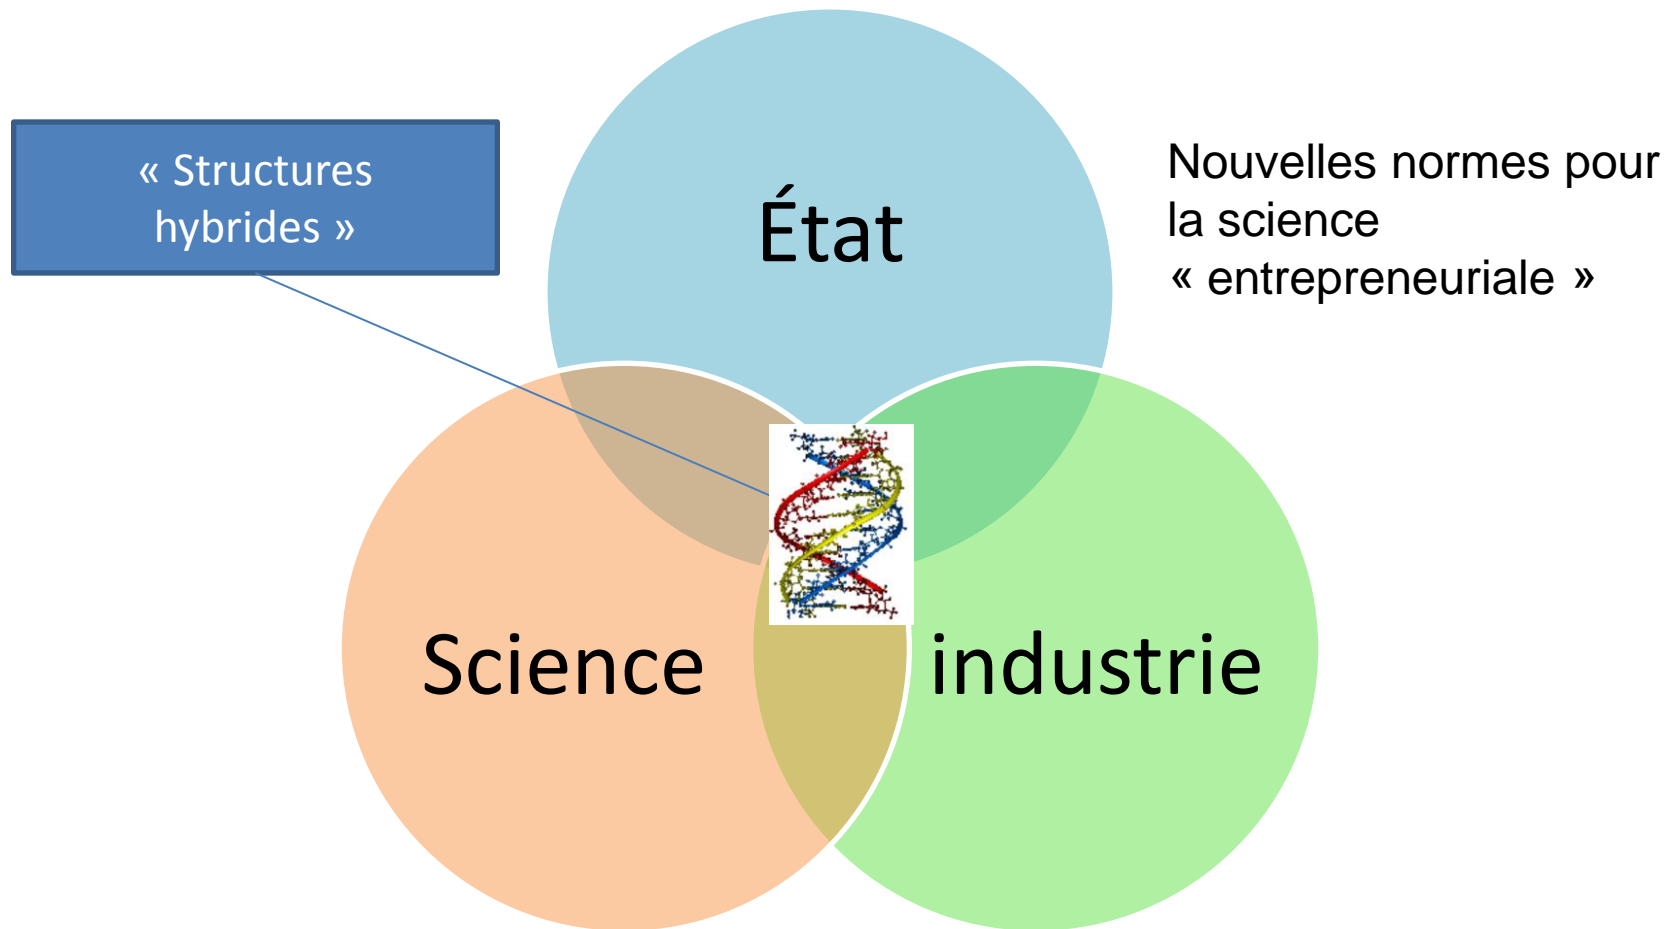 « Structures
hybrides »
État
Nouvelles normes pour
la science
« entrepreneuriale »
Science
industrie